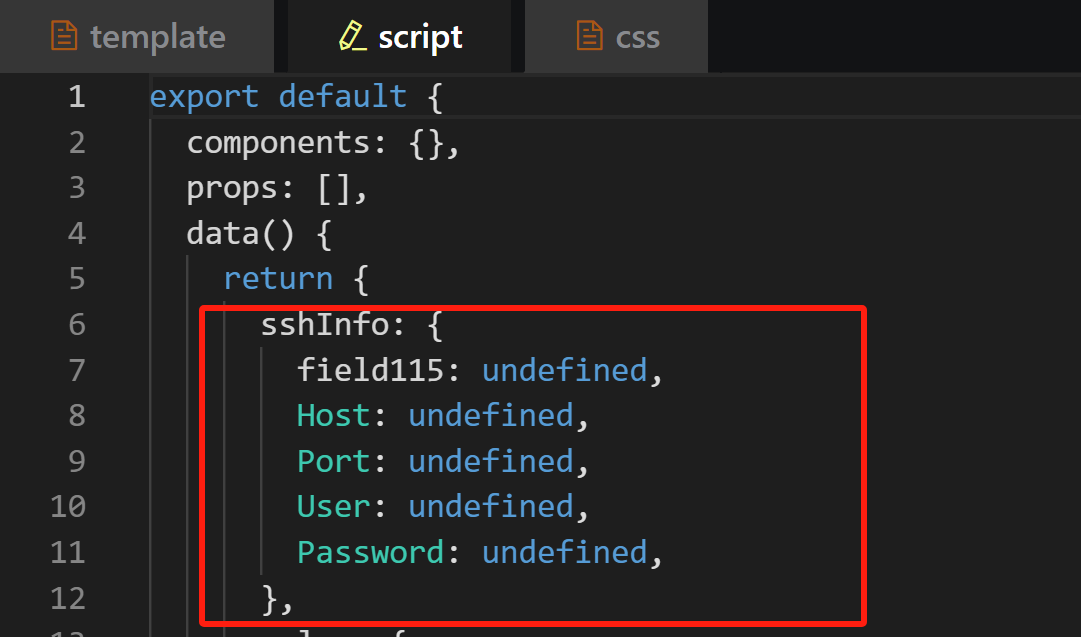 template script css
1 export default {
2 components: {},
3 props: [],
4 data() {
5 return {
6 sshInfo: {
7 field115: undefined,
8 Host: undefined,
9 Port: undefined,
10 User: undefined,
11 Password: undefined,
12 },